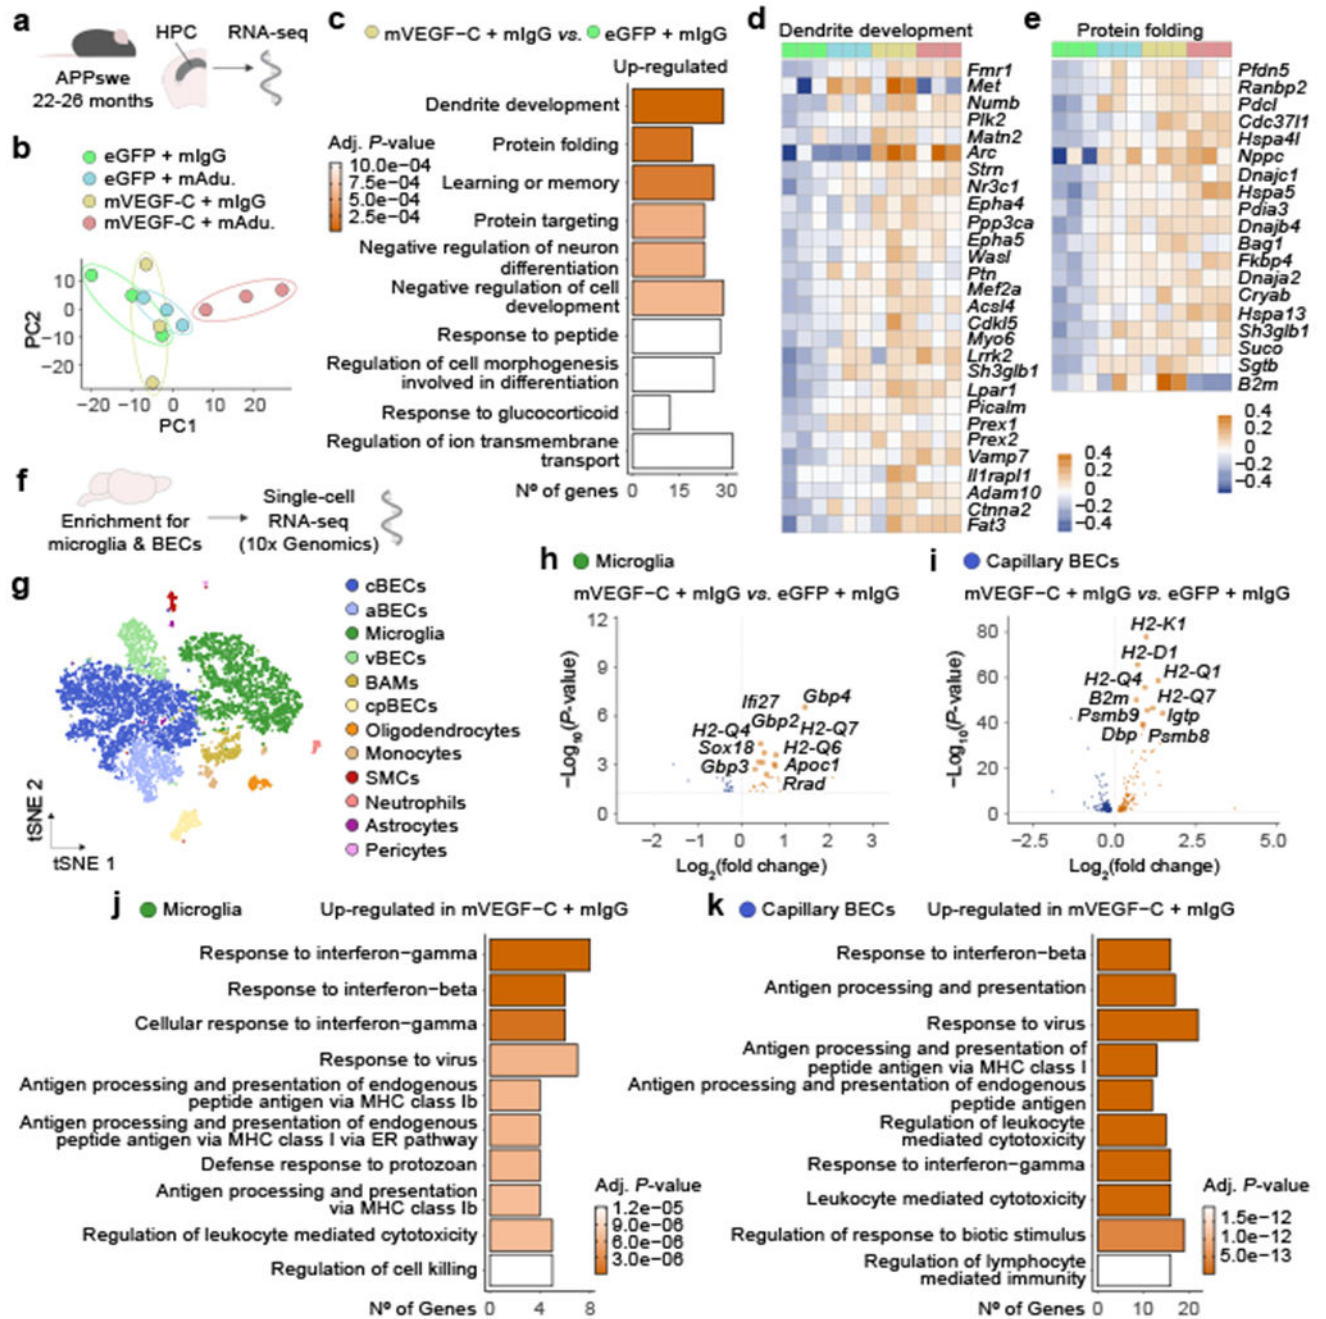 a
APPswe
22-26 months
HPC
RNA-seq
b
eGFP + mIgG
eGFP + mAdu.
mVEGF-C + mIgG
mVEGF-C + mAdu.
PC2
10
0
−10
−20
−20 −10 0 10 20
PC1
c
mVEGF−C + mIgG vs. eGFP + mIgG
Up-regulated
Adj. P-value
10.0e−04
7.5e−04
5.0e−04
2.5e−04
Dendrite development
Protein folding
Learning or memory
Protein targeting
Negative regulation of neuron
differentiation
Negative regulation of cell
development
Response to peptide
Regulation of cell morphogenesis
involved in differentiation
Response to glucocorticoid
Regulation of ion transmembrane
transport
Nº of genes 0 15 30
d
Dendrite development
Fmr1
Met
Numb
Plk2
Matn2
Arc
Strn
Nr3c1
Epha4
Ppp3ca
Epha5
Wasl
Ptn
Mef2a
Acsl4
Cdkl5
Myo6
Lrrk2
Sh3glb1
Lpar1
Picalm
Prex1
Prex2
Vamp7
Il1rapl1
Adam10
Ctnna2
Fat3
0.4
0.2
0
−0.2
−0.4
e
Protein folding
Pfdn5
Ranbp2
Pdcl
Cdc37l1
Hspa4l
Nppc
Dnajc1
Hspa5
Pdia3
Dnajb4
Bag1
Fkbp4
Dnaja2
Cryab
Hspa13
Sh3glb1
Suco
Sgtb
B2m
0.4
0.2
0
−0.2
−0.4
f
Enrichment for
microglia & BECs
Single-cell
RNA-seq
(10x Genomics)
g
tSNE 2
tSNE 1
cBECs
aBECs
Microglia
vBECs
BAMs
cpBECs
Oligodendrocytes
Monocytes
SMCs
Neutrophils
Astrocytes
Pericytes
h
Microglia
mVEGF−C + mIgG vs. eGFP + mIgG
−Log10(P-value)
12
9
6
3
0
Ifi27
Gbp4
H2-Q4
Gbp2
H2-Q7
Sox18
H2-Q6
Gbp3
Apoc1
Rrad
−2 −1 0 1 2 3
Log2(fold change)
i
Capillary BECs
mVEGF−C + mIgG vs. eGFP + mIgG
−Log10(P-value)
80
60
40
20
0
H2-K1
H2-D1
H2-Q4
H2-Q1
B2m
H2-Q7
Psmb9
Igtp
Dbp
Psmb8
−2.5 0.0 2.5 5.0
Log2(fold change)
j
Microglia
Up-regulated in mVEGF−C + mIgG
Response to interferon−gamma
Response to interferon−beta
Cellular response to interferon−gamma
Response to virus
Antigen processing and presentation of endogenous
peptide antigen via MHC class Ib
Antigen processing and presentation of endogenous
peptide antigen via MHC class I via ER pathway
Defense response to protozoan
Antigen processing and presentation
via MHC class Ib
Regulation of leukocyte mediated cytotoxicity
Regulation of cell killing
Nº of Genes 0 4 8
Adj. P-value
1.2e−05
9.0e−06
6.0e−06
3.0e−06
k
Capillary BECs
Up-regulated in mVEGF−C + mIgG
Response to interferon−beta
Antigen processing and presentation
Response to virus
Antigen processing and presentation of
peptide antigen via MHC class I
Antigen processing and presentation of endogenous
peptide antigen
Regulation of leukocyte
mediated cytotoxicity
Response to interferon−gamma
Leukocyte mediated cytotoxicity
Regulation of response to biotic stimulus
Regulation of lymphocyte
mediated immunity
Nº of Genes 0 10 20
Adj. P-value
1.5e−12
1.0e−12
5.0e−13